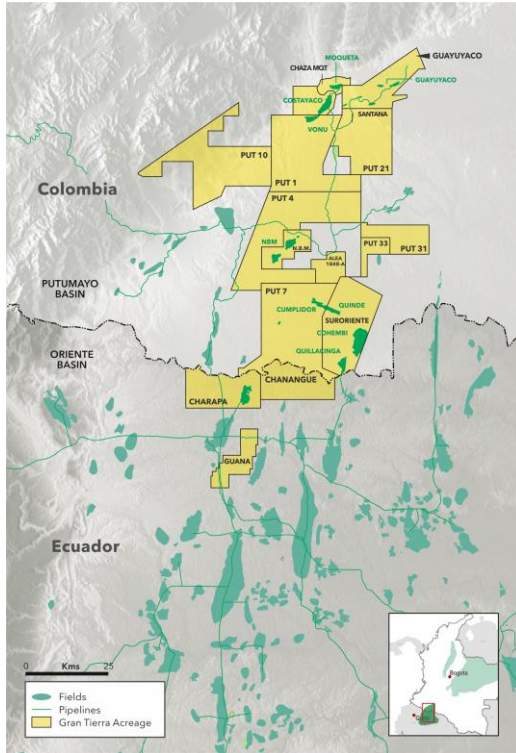 MOQUETA
GUAYUYACO
CHAZA MQT
GUAYUYACO
COSTAYACO
SANTANA
VONU
PUT 10
PUT 21
Colombia
PUT 1
PUT 4
NBM
N.B.M.
PUT 33
PUT 31
ALEA
1848-A
PUTUMAYO
BASIN
PUT 7
CUMPLIDOR
QUINDE
SURORIENTE
COHEMBI
ORIENTE
BASIN
QUILLACINGA
CHANANGUE
CHARAPA
GUANA
Ecuador
Bogota
0
Kms
25
Fields
Pipelines
Gran Tierra Acreage